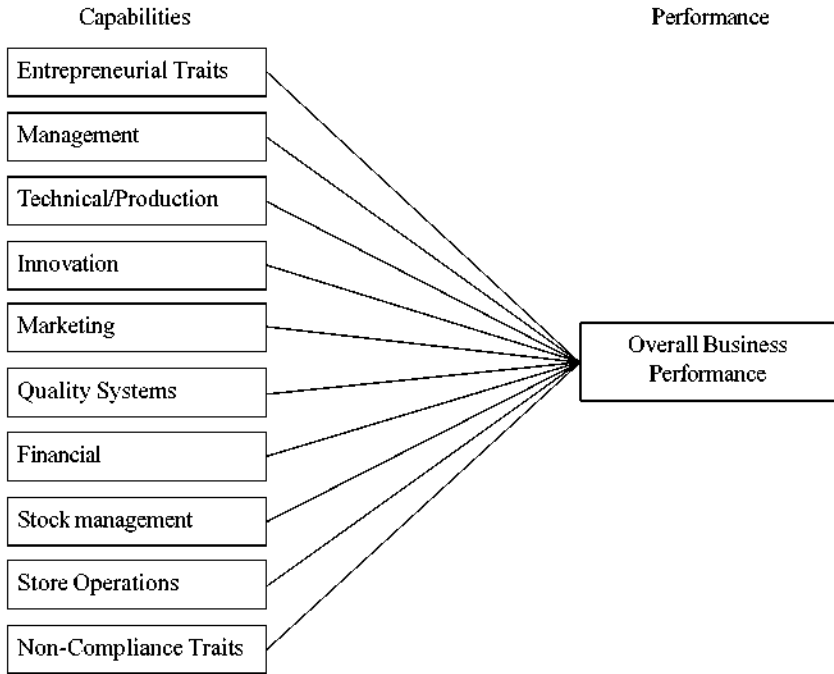 Capabilities
Performance
Entrepreneurial Traits
Management
Technical/Production
Innovation
Marketing
Quality Systems
Financial
Stock management
Store Operations
Non-Compliance Traits
Overall Business
Performance